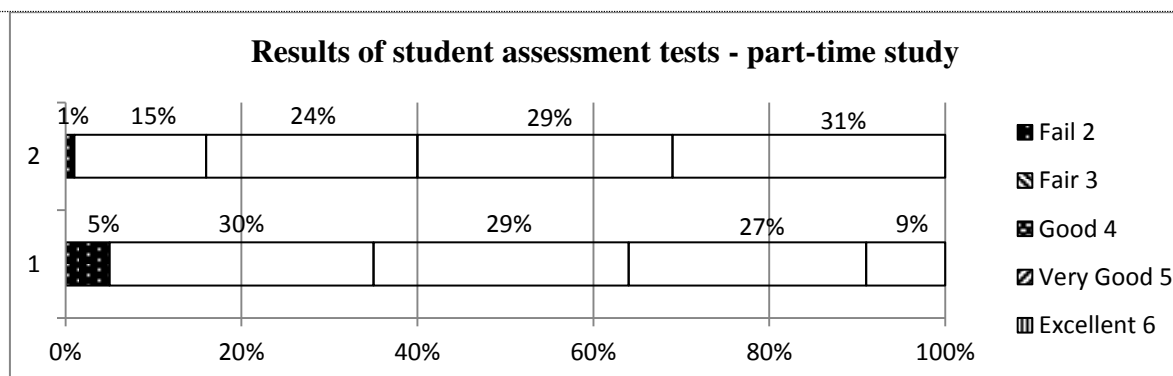 Results of student assessment tests - part-time study
1% 15% 24% 29% 31%
2
5% 30% 29% 27% 9%
1
0% 20% 40% 60% 80% 100%
Fail 2
Fair 3
Good 4
Very Good 5
Excellent 6